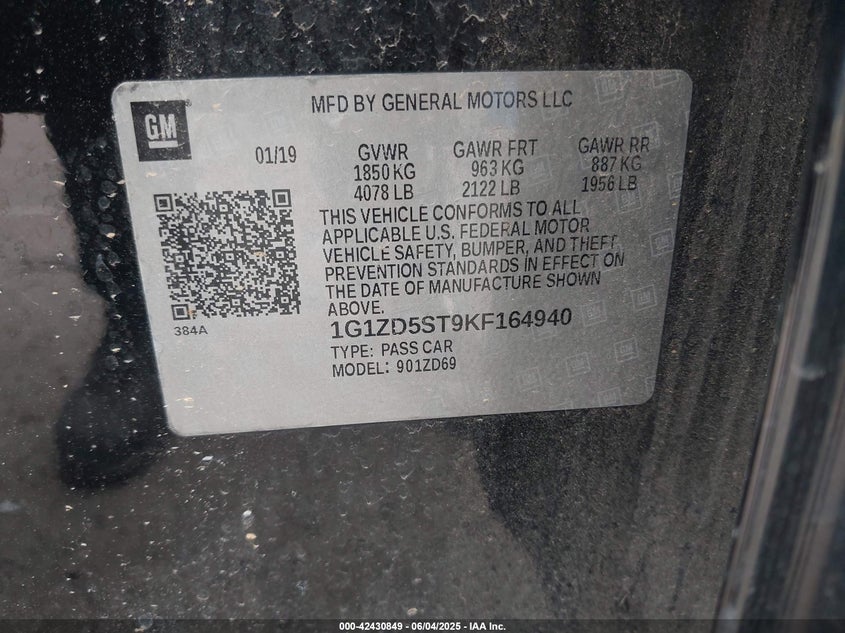 MFD BY GENERAL MOTORS LLC
GM
01/19
GVWR
1850 KG
4078 LB
GAWR FRT
963 KG
2122 LB
GAWR RR
887 KG
1956 LB
THIS VEHICLE CONFORMS TO ALL
APPLICABLE U.S. FEDERAL MOTOR
VEHICLE SAFETY, BUMPER, AND THEFT
PREVENTION STANDARDS IN EFFECT ON
THE DATE OF MANUFACTURE SHOWN
ABOVE.
384A
1G1ZD5ST9KF164940
TYPE: PASS CAR
MODEL: 901ZD69
000-42430849 - 06/04/2025 - IAA Inc.